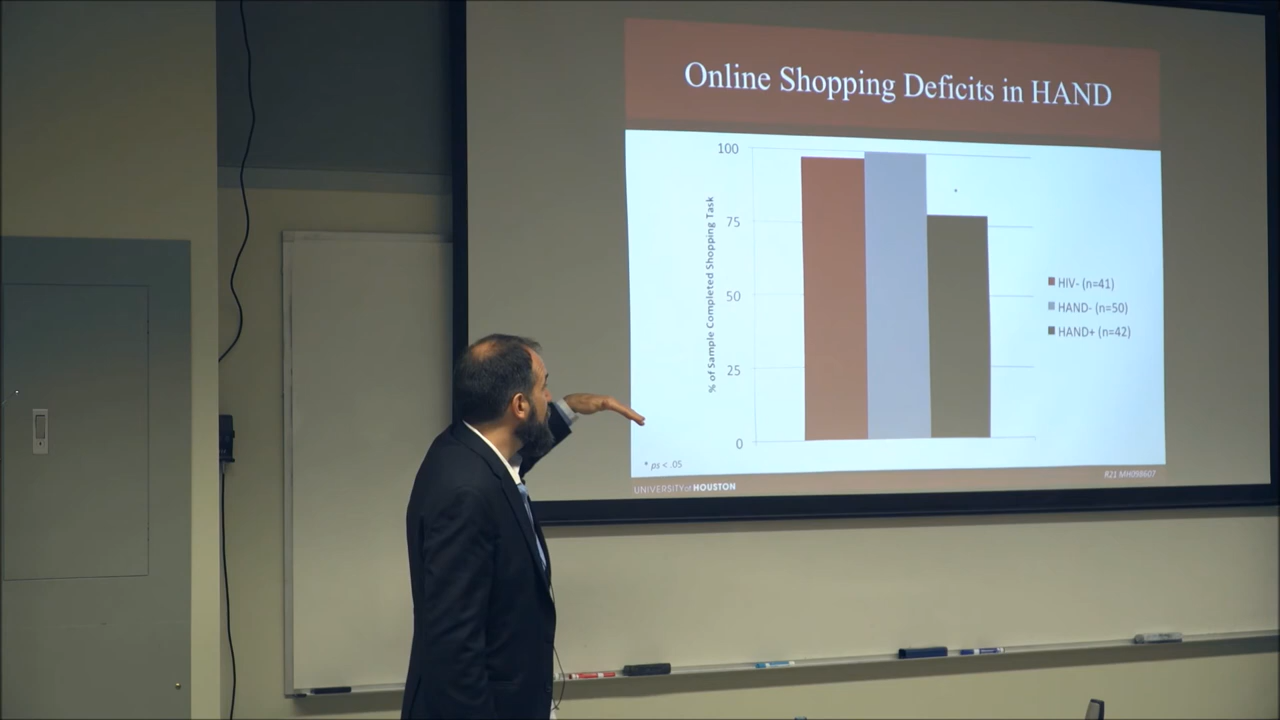 Online Shopping Deficits in HAND
100
75
50
25
0
% of Sample Completed Shopping Task
*
HIV- (n=41)
HAND- (n=50)
HAND+ (n=42)
* ps < .05
UNIVERSITY of HOUSTON
R21 MH098607